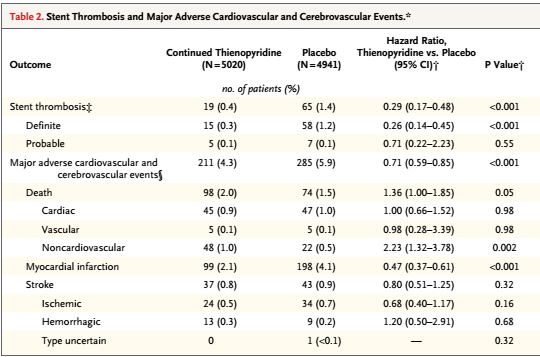 Table 2. Stent Thrombosis and Major Adverse Cardiovascular and Cerebrovascular Events.*
Outcome Continued Thienopyridine (N=5020) Placebo (N=4941) Hazard Ratio, Thienopyridine vs. Placebo (95% CI)† P Value†
no. of patients (%)
Stent thrombosis‡ 19 (0.4) 65 (1.4) 0.29 (0.17–0.48) <0.001
Definite 15 (0.3) 58 (1.2) 0.26 (0.14–0.45) <0.001
Probable 5 (0.1) 7 (0.1) 0.71 (0.22–2.23) 0.55
Major adverse cardiovascular and cerebrovascular events§ 211 (4.3) 285 (5.9) 0.71 (0.59–0.85) <0.001
Death 98 (2.0) 74 (1.5) 1.36 (1.00–1.85) 0.05
Cardiac 45 (0.9) 47 (1.0) 1.00 (0.66–1.52) 0.98
Vascular 5 (0.1) 5 (0.1) 0.98 (0.28–3.39) 0.98
Noncardiovascular 48 (1.0) 22 (0.5) 2.23 (1.32–3.78) 0.002
Myocardial infarction 99 (2.1) 198 (4.1) 0.47 (0.37–0.61) <0.001
Stroke 37 (0.8) 43 (0.9) 0.80 (0.51–1.25) 0.32
Ischemic 24 (0.5) 34 (0.7) 0.68 (0.40–1.17) 0.16
Hemorrhagic 13 (0.3) 9 (0.2) 1.20 (0.50–2.91) 0.68
Type uncertain 0 1 (<0.1) — 0.32